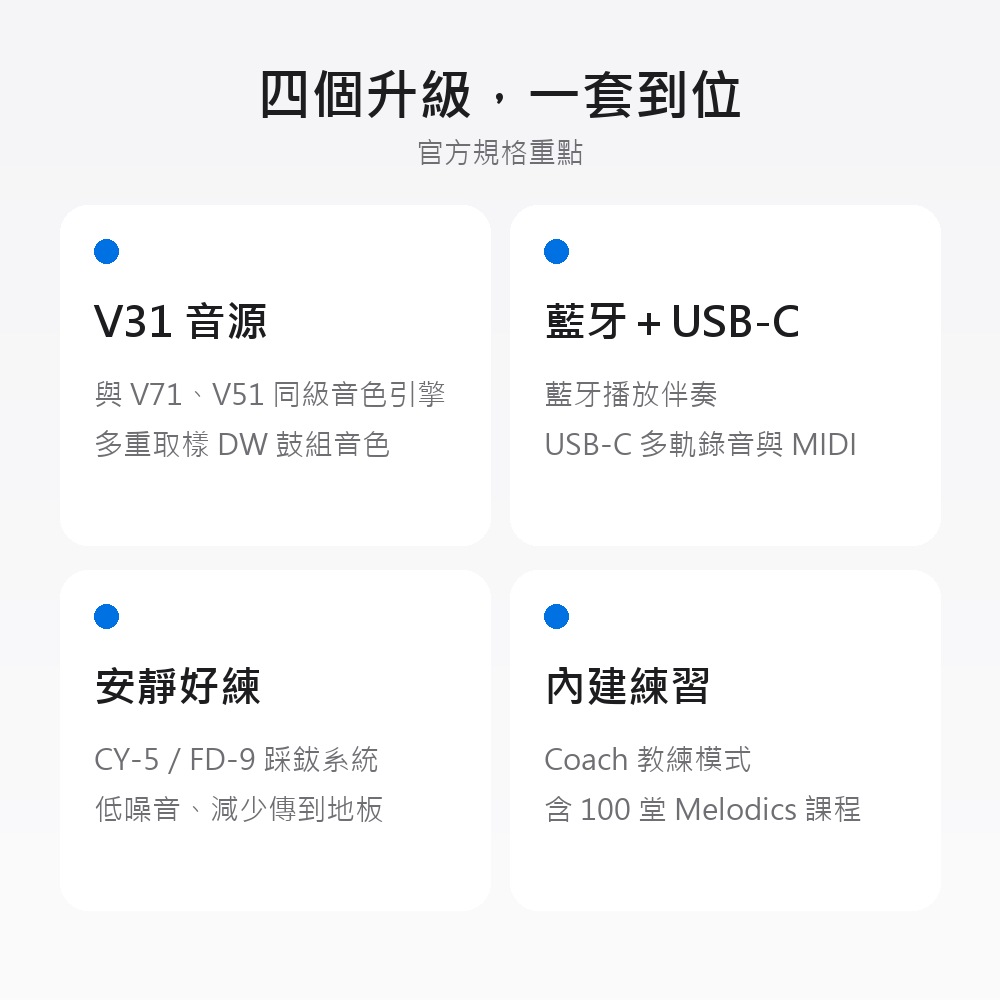 四個升級，一套到位
官方規格重點
V31 音源
與 V71、V51 同級音色引擎
多重取樣 DW 鼓組音色
藍牙 + USB-C
藍牙播放伴奏
USB-C 多軌錄音與 MIDI
安靜好練
CY-5 / FD-9 踩鈸系統
低噪音、減少傳到地板
內建練習
Coach 教練模式
含 100 堂 Melodics 課程